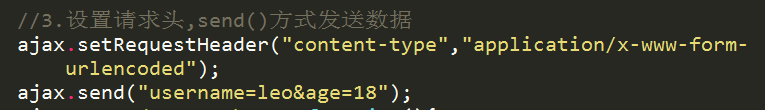 //3.设置请求头,send()方式发送数据
ajax.setRequestHeader("content-type","application/x-www-form-
urlencoded");
ajax.send("username=leo&age=18");